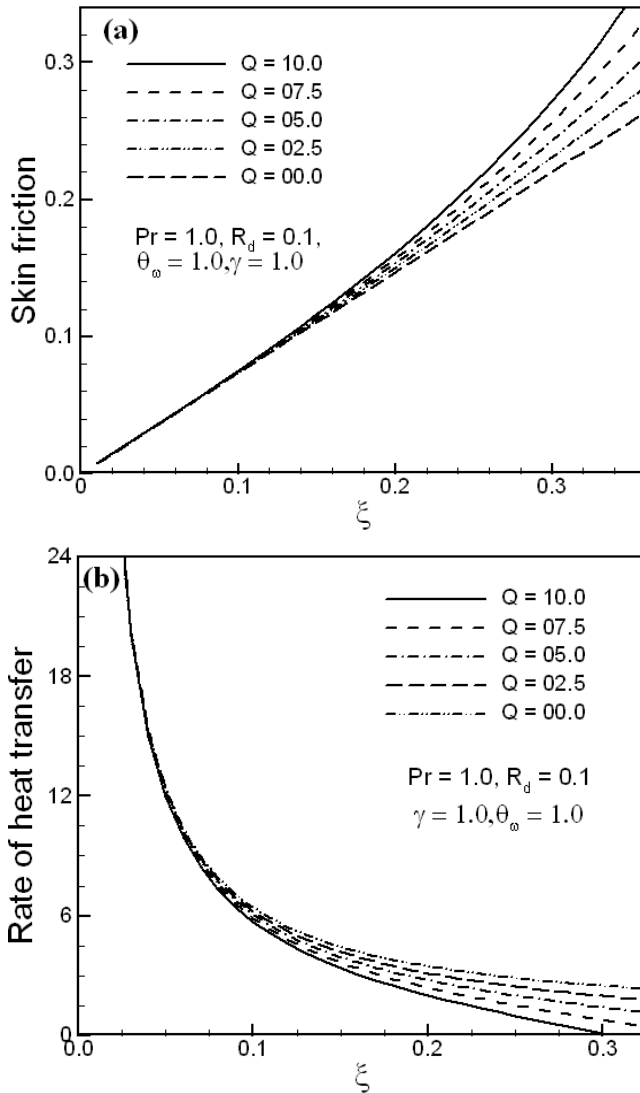 (a)
Q = 10.0
Q = 07.5
Q = 05.0
Q = 02.5
Q = 00.0
Pr = 1.0, R_d = 0.1,
θ_ω = 1.0,γ = 1.0
Skin friction
0.3
0.2
0.1
0.0
0 0.1 0.2 0.3
ξ
(b)
Q = 10.0
Q = 07.5
Q = 05.0
Q = 02.5
Q = 00.0
Pr = 1.0, R_d = 0.1
γ = 1.0,θ_ω = 1.0
Rate of heat transfer
24
18
12
6
0
0.0 0.1 0.2 0.3
ξ